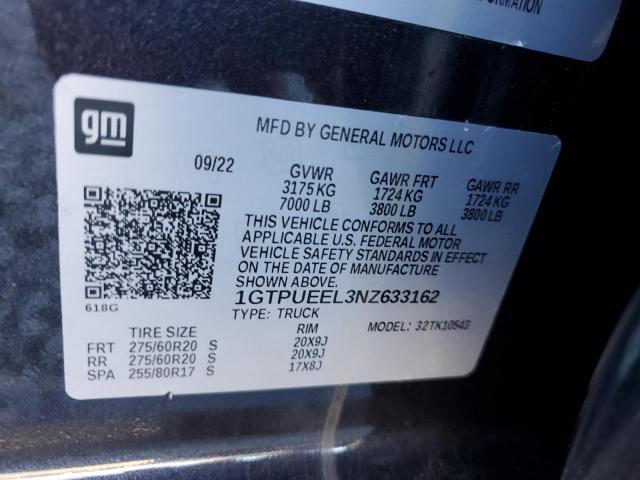 FORMATION
gm
MFD BY GENERAL MOTORS LLC
09/22 GVWR GAWR FRT GAWR RR
3175 KG 1724 KG 1724 KG
7000 LB 3800 LB 3800 LB
THIS VEHICLE CONFORMS TO ALL
APPLICABLE U.S. FEDERAL MOTOR
VEHICLE SAFETY STANDARDS IN EFFECT
ON THE DATE OF MANUFACTURE
SHOWN ABOVE.
1GTPUEEL3NZ633162
618G
TYPE: TRUCK MODEL: 32TK10543
TIRE SIZE RIM
FRT 275/60R20 S 20X9J
RR 275/60R20 S 20X9J
SPA 255/80R17 S 17X8J